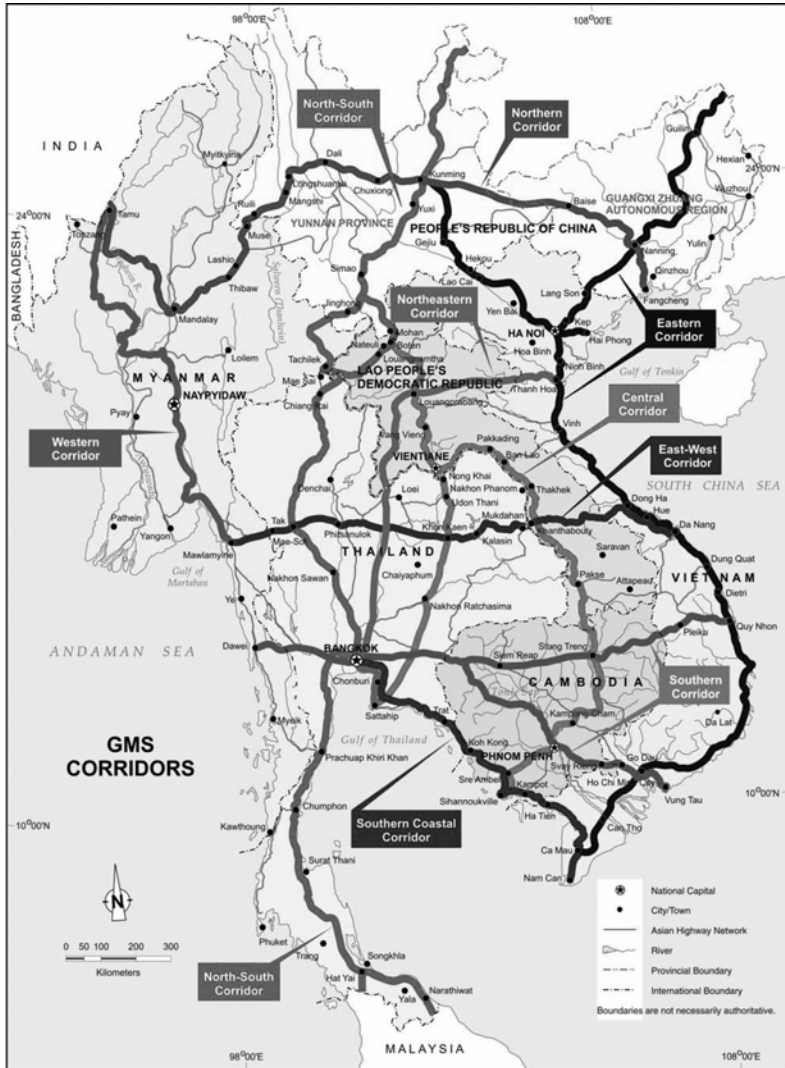 98°00'E
108°00'E
North-South
Corridor
Northern
Corridor
Guilin
INDIA
Dali
Hexian
24°00'N
Myitkyina
Longshuanxu
Kunming
Chuxiong
Mangshi
Baise
Wuzhou
24°00'N
Tamu
Ruili
Yuxi
GUANGXI ZHUANG
AUTONOMOUS REGION
Tonzang
Muse
YUNNAN PROVINCE
PEOPLE'S REPUBLIC OF CHINA
Gejiu
Nanning
Yulin
BANGLADESH
Lashio
Hekou
Qinzhou
Simao
Lao Cai
Thibaw
Lang Son
Fangcheng
Northeastern
Corridor
Jinghong
Yen Bai
Kep
Mandalay
HA NOI
Hai Phong
Eastern
Corridor
Mohan
Nateuil
Boten
Hoa Binh
Loilem
Tachilek
Louangnamtha
Ninh Binh
MYANMAR
Mae Sai
LAO PEOPLE'S
DEMOCRATIC REPUBLIC
Gulf of Tonkin
NAYPYIDAW
Chiang Rai
Louangprabang
Thanh Hoa
Central
Corridor
Pyay
Vang Vieng
Vinh
Western
Corridor
Pakkading
East-West
Corridor
VIENTIANE
Ban Lao
Nong Khai
Denchai
Loei
Nakhon Phanom
Thakhek
SOUTH CHINA SEA
Udon Thani
Dong Ha
Pathein
Mukdahan
Hue
Yangon
Tak
Khon Kaen
Phitsanulok
Da Nang
Mawlamyine
Mae-Sot
Kalasin
THAILAND
Saravan
Gulf of
Martaban
Dung Quat
Nakhon Sawan
Chaiyaphum
Pakse
Attapeu
VIETNAM
Ye
Dietri
Nakhon Ratchasima
Pleiku
Quy Nhon
Dawei
BANGKOK
Stung Treng
ANDAMAN SEA
Siem Reap
CAMBODIA
Southern
Corridor
Chonburi
Tonle Sap
Sattahip
Trat
Kampung Cham
Da Lat
Myeik
Gulf of Thailand
Koh Kong
GMS
CORRIDORS
PHNOM PENH
Prachuap Khiri Khan
Svay Rieng
Go Dau
Sre Ambel
Ho Chi Minh City
Kampot
10°00'N
Sihannoukville
Vung Tau
Chumphon
Ha Tien
10°00'N
Southern Coastal
Corridor
Can Tho
Kawthoung
Ca Mau
Surat Thani
Nam Can
N
National Capital
City/Town
Phuket
Asian Highway Network
0 50 100 200 300
Kilometers
Trang
Songkhla
River
North-South
Corridor
Hat Yai
Provincial Boundary
Yala
Narathiwat
International Boundary
Boundaries are not necessarily authoritative.
MALAYSIA
98°00'E
108°00'E